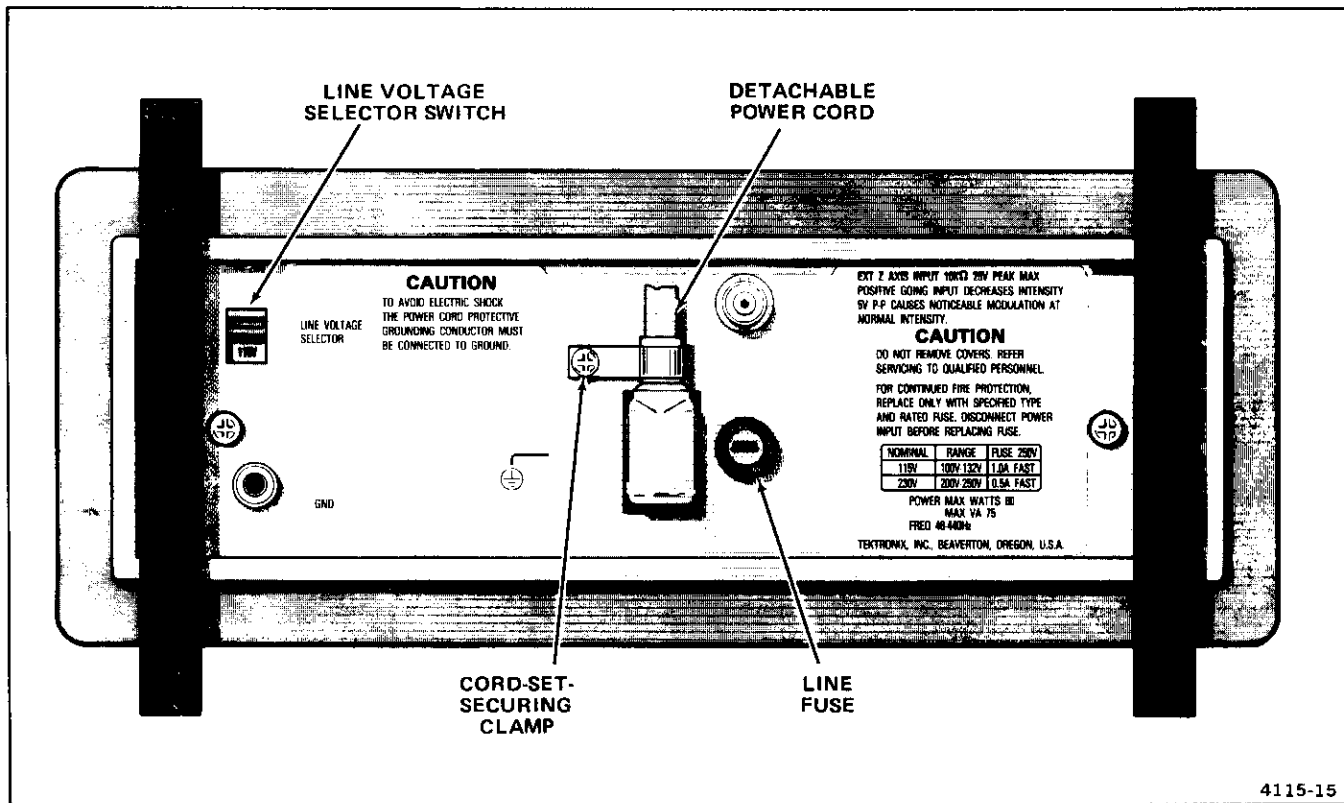 LINE VOLTAGE
SELECTOR SWITCH
DETACHABLE
POWER CORD
115V
LINE VOLTAGE
SELECTOR
CAUTION
TO AVOID ELECTRIC SHOCK
THE POWER CORD PROTECTIVE
GROUNDING CONDUCTOR MUST
BE CONNECTED TO GROUND.
GND
EXT Z AXIS INPUT 10KΩ 25V PEAK MAX
POSITIVE GOING INPUT DECREASES INTENSITY
5V P-P CAUSES NOTICEABLE MODULATION AT
NORMAL INTENSITY.
CAUTION
DO NOT REMOVE COVERS. REFER
SERVICING TO QUALIFIED PERSONNEL.
FOR CONTINUED FIRE PROTECTION,
REPLACE ONLY WITH SPECIFIED TYPE
AND RATED FUSE. DISCONNECT POWER
INPUT BEFORE REPLACING FUSE.
NOMINAL RANGE FUSE 250V
115V 100V-132V 1.0A FAST
230V 200V-250V 0.5A FAST
POWER MAX WATTS 60
MAX VA 75
FREQ 48-440Hz
TEKTRONIX, INC., BEAVERTON, OREGON, U.S.A.
CORD-SET-
SECURING
CLAMP
LINE
FUSE
4115-15